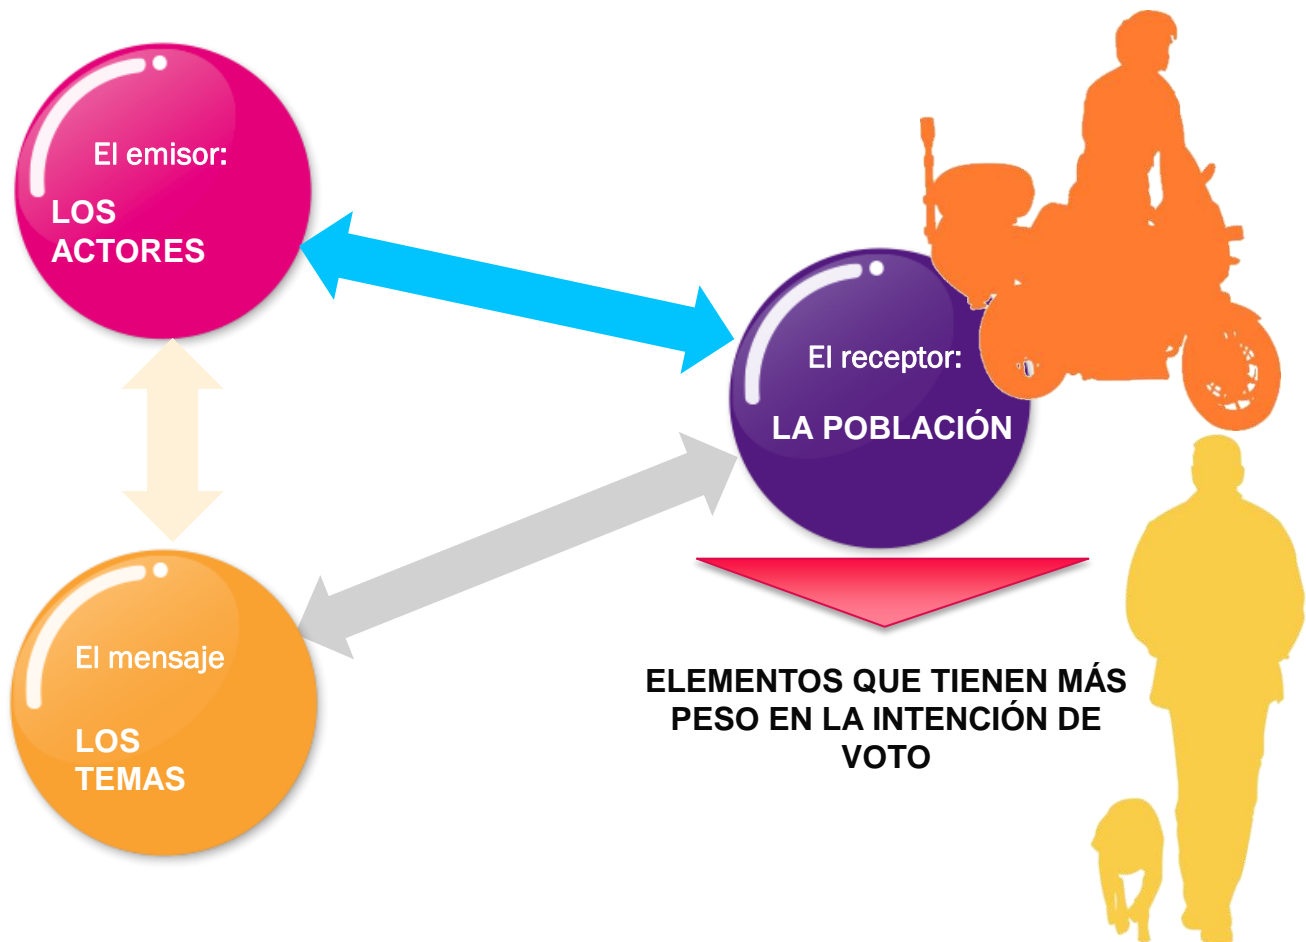 El emisor:
LOS
ACTORES
El receptor:
LA POBLACIÓN
El mensaje
LOS
TEMAS
ELEMENTOS QUE TIENEN MÁS
PESO EN LA INTENCIÓN DE
VOTO